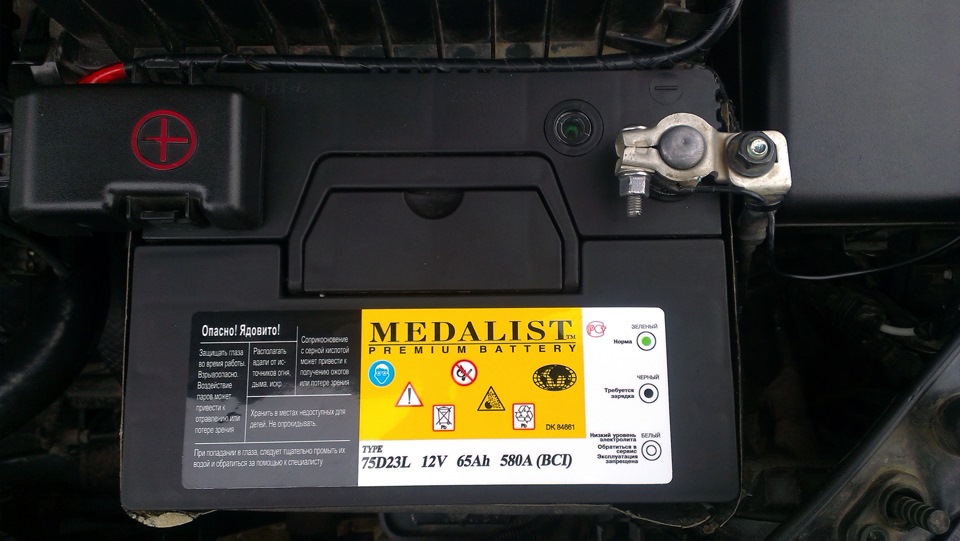 Опасно! Ядовито!
Защищать глаза
во время работы.
Взрывоопасно.
Воздействие
паров может
привести к
отравлению или
потере зрения
Располагать
вдали от ис-
точников огня,
дыма, искр.
Соприкосновение
с серной кислотой
может привести к
получению ожогов
или потере зрения
Хранить в местах недоступных для
детей. Не опрокидывать.
При попадании в глаза, следует тщательно промыть их
водой и обратиться за помощью к специалисту
MEDALIST TM
PREMIUM BATTERY
Pb
Pb
DK 84661
TYPE
75D23L 12V 65Ah 580A (BCI)
РСТ
ЗЕЛЕНЫЙ
Норма
ЧЕРНЫЙ
Требуется
зарядка
БЕЛЫЙ
Низкий уровень
электролита
Обратиться в
сервис
Эксплуатация
запрещена